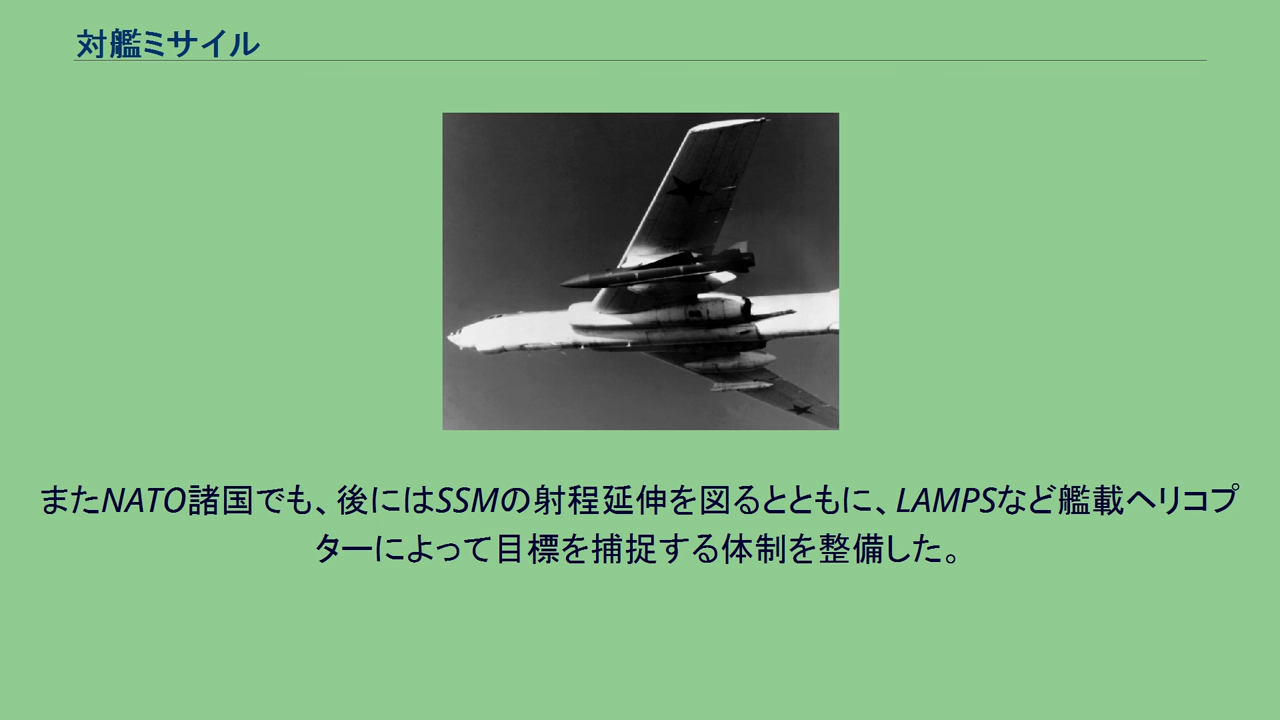 対艦ミサイル
またNATO諸国でも、後にはSSMの射程延伸を図るとともに、LAMPSなど艦載ヘリコプ
ターによって目標を捕捉する体制を整備した。